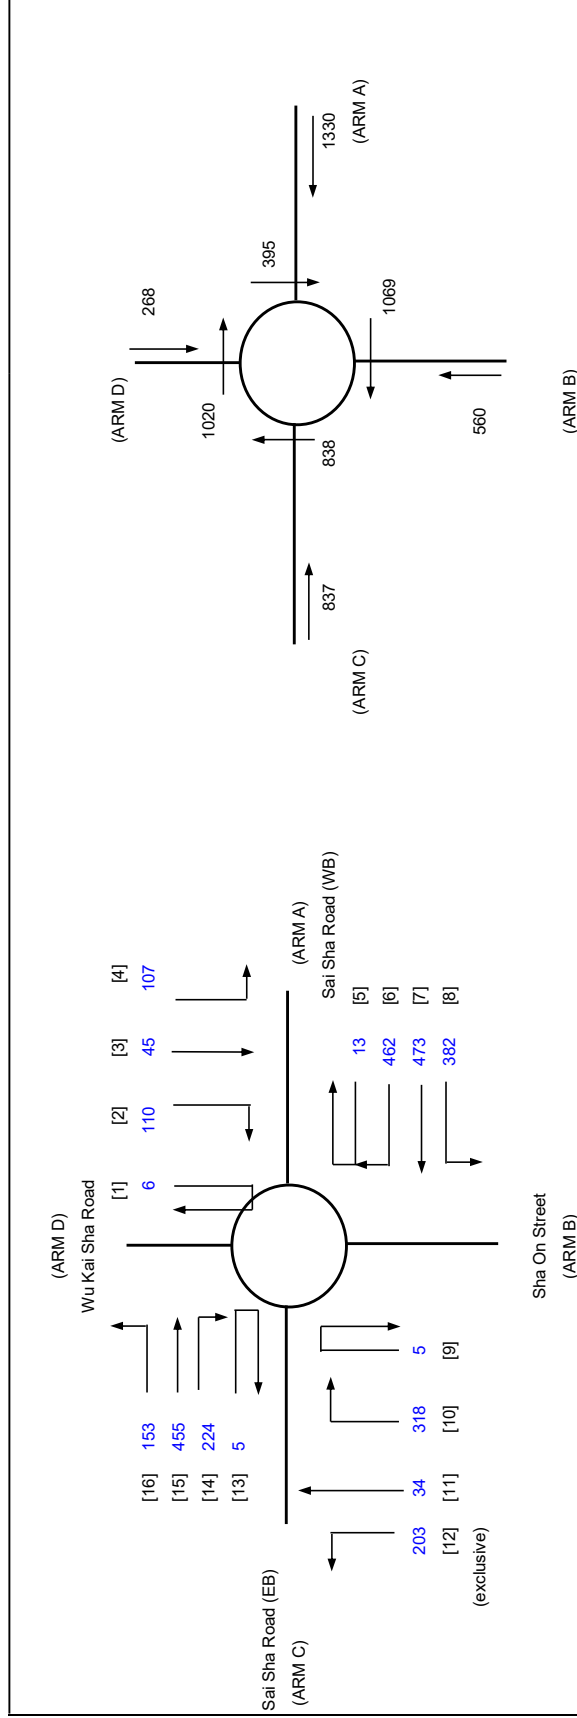 (ARM D)
Wu Kai Sha Road
[1] [2] [3] [4]
6 110 45 107
[16] 153
[15] 455
[14] 224
[13] 5
Sai Sha Road (EB)
(ARM C)
(ARM A)
Sai Sha Road (WB)
13 [5]
462 [6]
473 [7]
382 [8]
203 34 318 5
[12] [11] [10] [9]
(exclusive)
Sha On Street
(ARM B)
(ARM D)
268
1020
395
1330
(ARM A)
838
837
(ARM C)
1069
560
(ARM B)